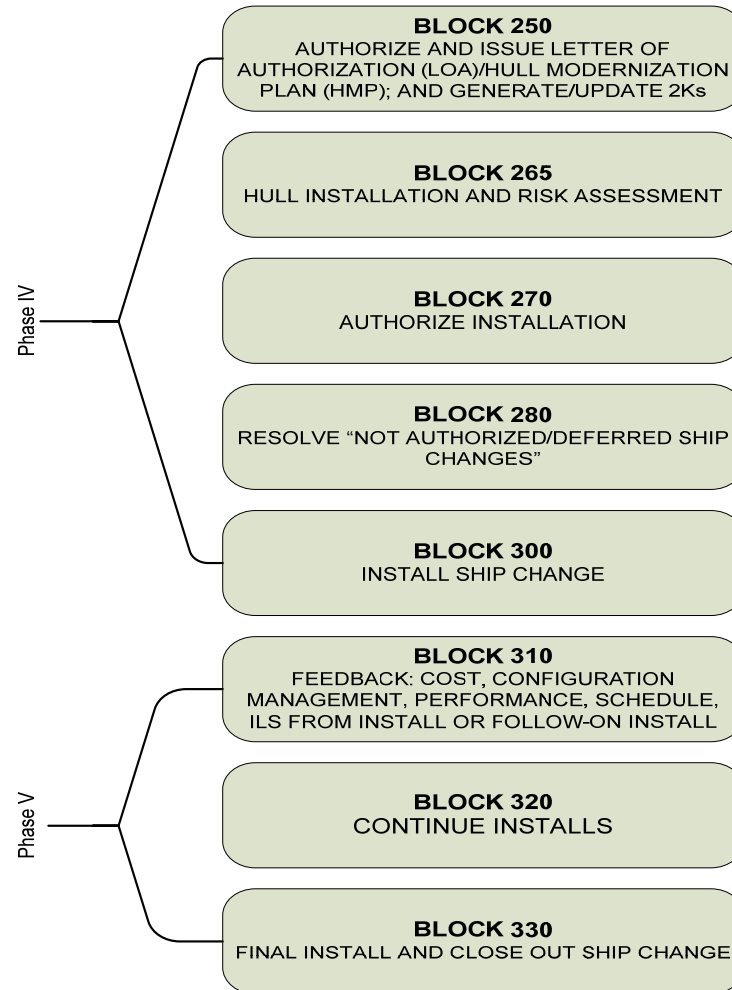 BLOCK 250
AUTHORIZE AND ISSUE LETTER OF
AUTHORIZATION (LOA)/HULL MODERNIZATION
PLAN (HMP); AND GENERATE/UPDATE 2Ks
BLOCK 265
HULL INSTALLATION AND RISK ASSESSMENT
Phase IV
BLOCK 270
AUTHORIZE INSTALLATION
BLOCK 280
RESOLVE “NOT AUTHORIZED/DEFERRED SHIP
CHANGES”
BLOCK 300
INSTALL SHIP CHANGE
BLOCK 310
FEEDBACK: COST, CONFIGURATION
MANAGEMENT, PERFORMANCE, SCHEDULE,
ILS FROM INSTALL OR FOLLOW-ON INSTALL
Phase V
BLOCK 320
CONTINUE INSTALLS
BLOCK 330
FINAL INSTALL AND CLOSE OUT SHIP CHANGE